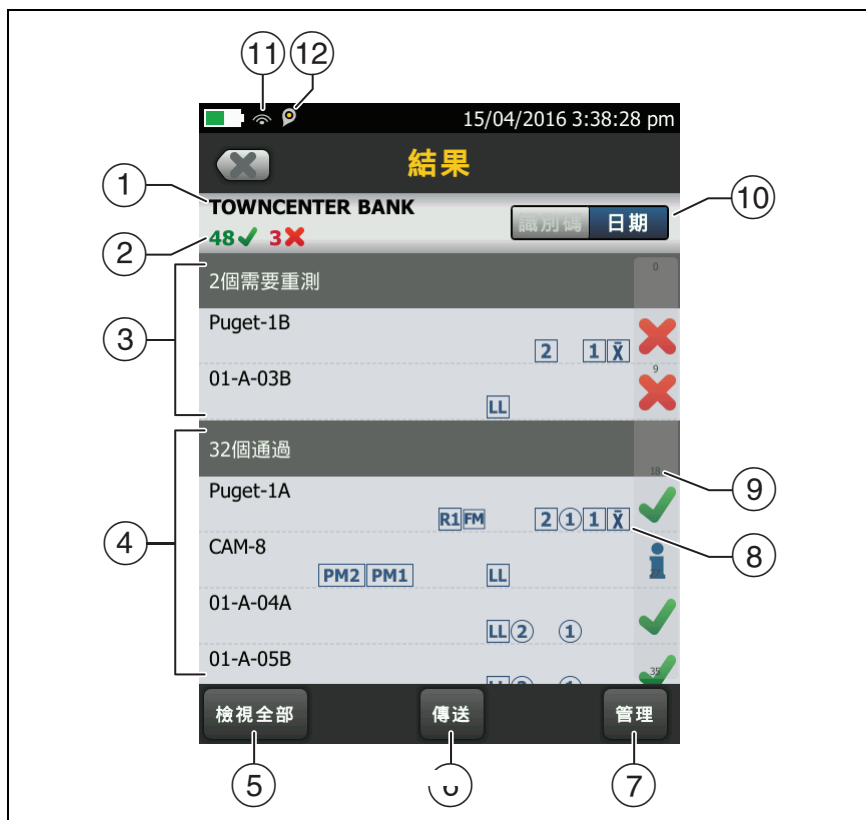 11 12
15/04/2016 3:38:28 pm
結果
1
TOWNCENTER BANK
識別碼 日期
10
2
48 3
2個需要重測
0
3
Puget-1B
2 1 X̄
9
01-A-03B
LL
32個通過
18
9
Puget-1A
R1 FM 2 1 1 X̄
8
4
CAM-8
PM2 PM1 LL
01-A-04A
LL 2 1
01-A-05B
35
LL 2 1
檢視全部 傳送 管理
5 7